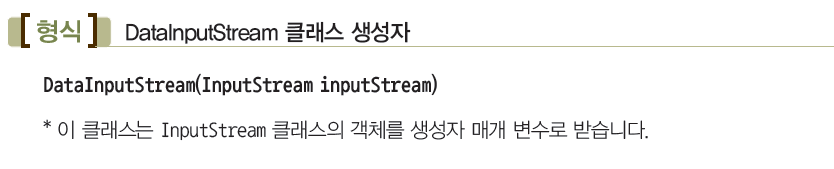 [형식] DataInputStream 클래스 생성자
DataInputStream(InputStream inputStream)
* 이 클래스는 InputStream 클래스의 객체를 생성자 매개 변수로 받습니다.